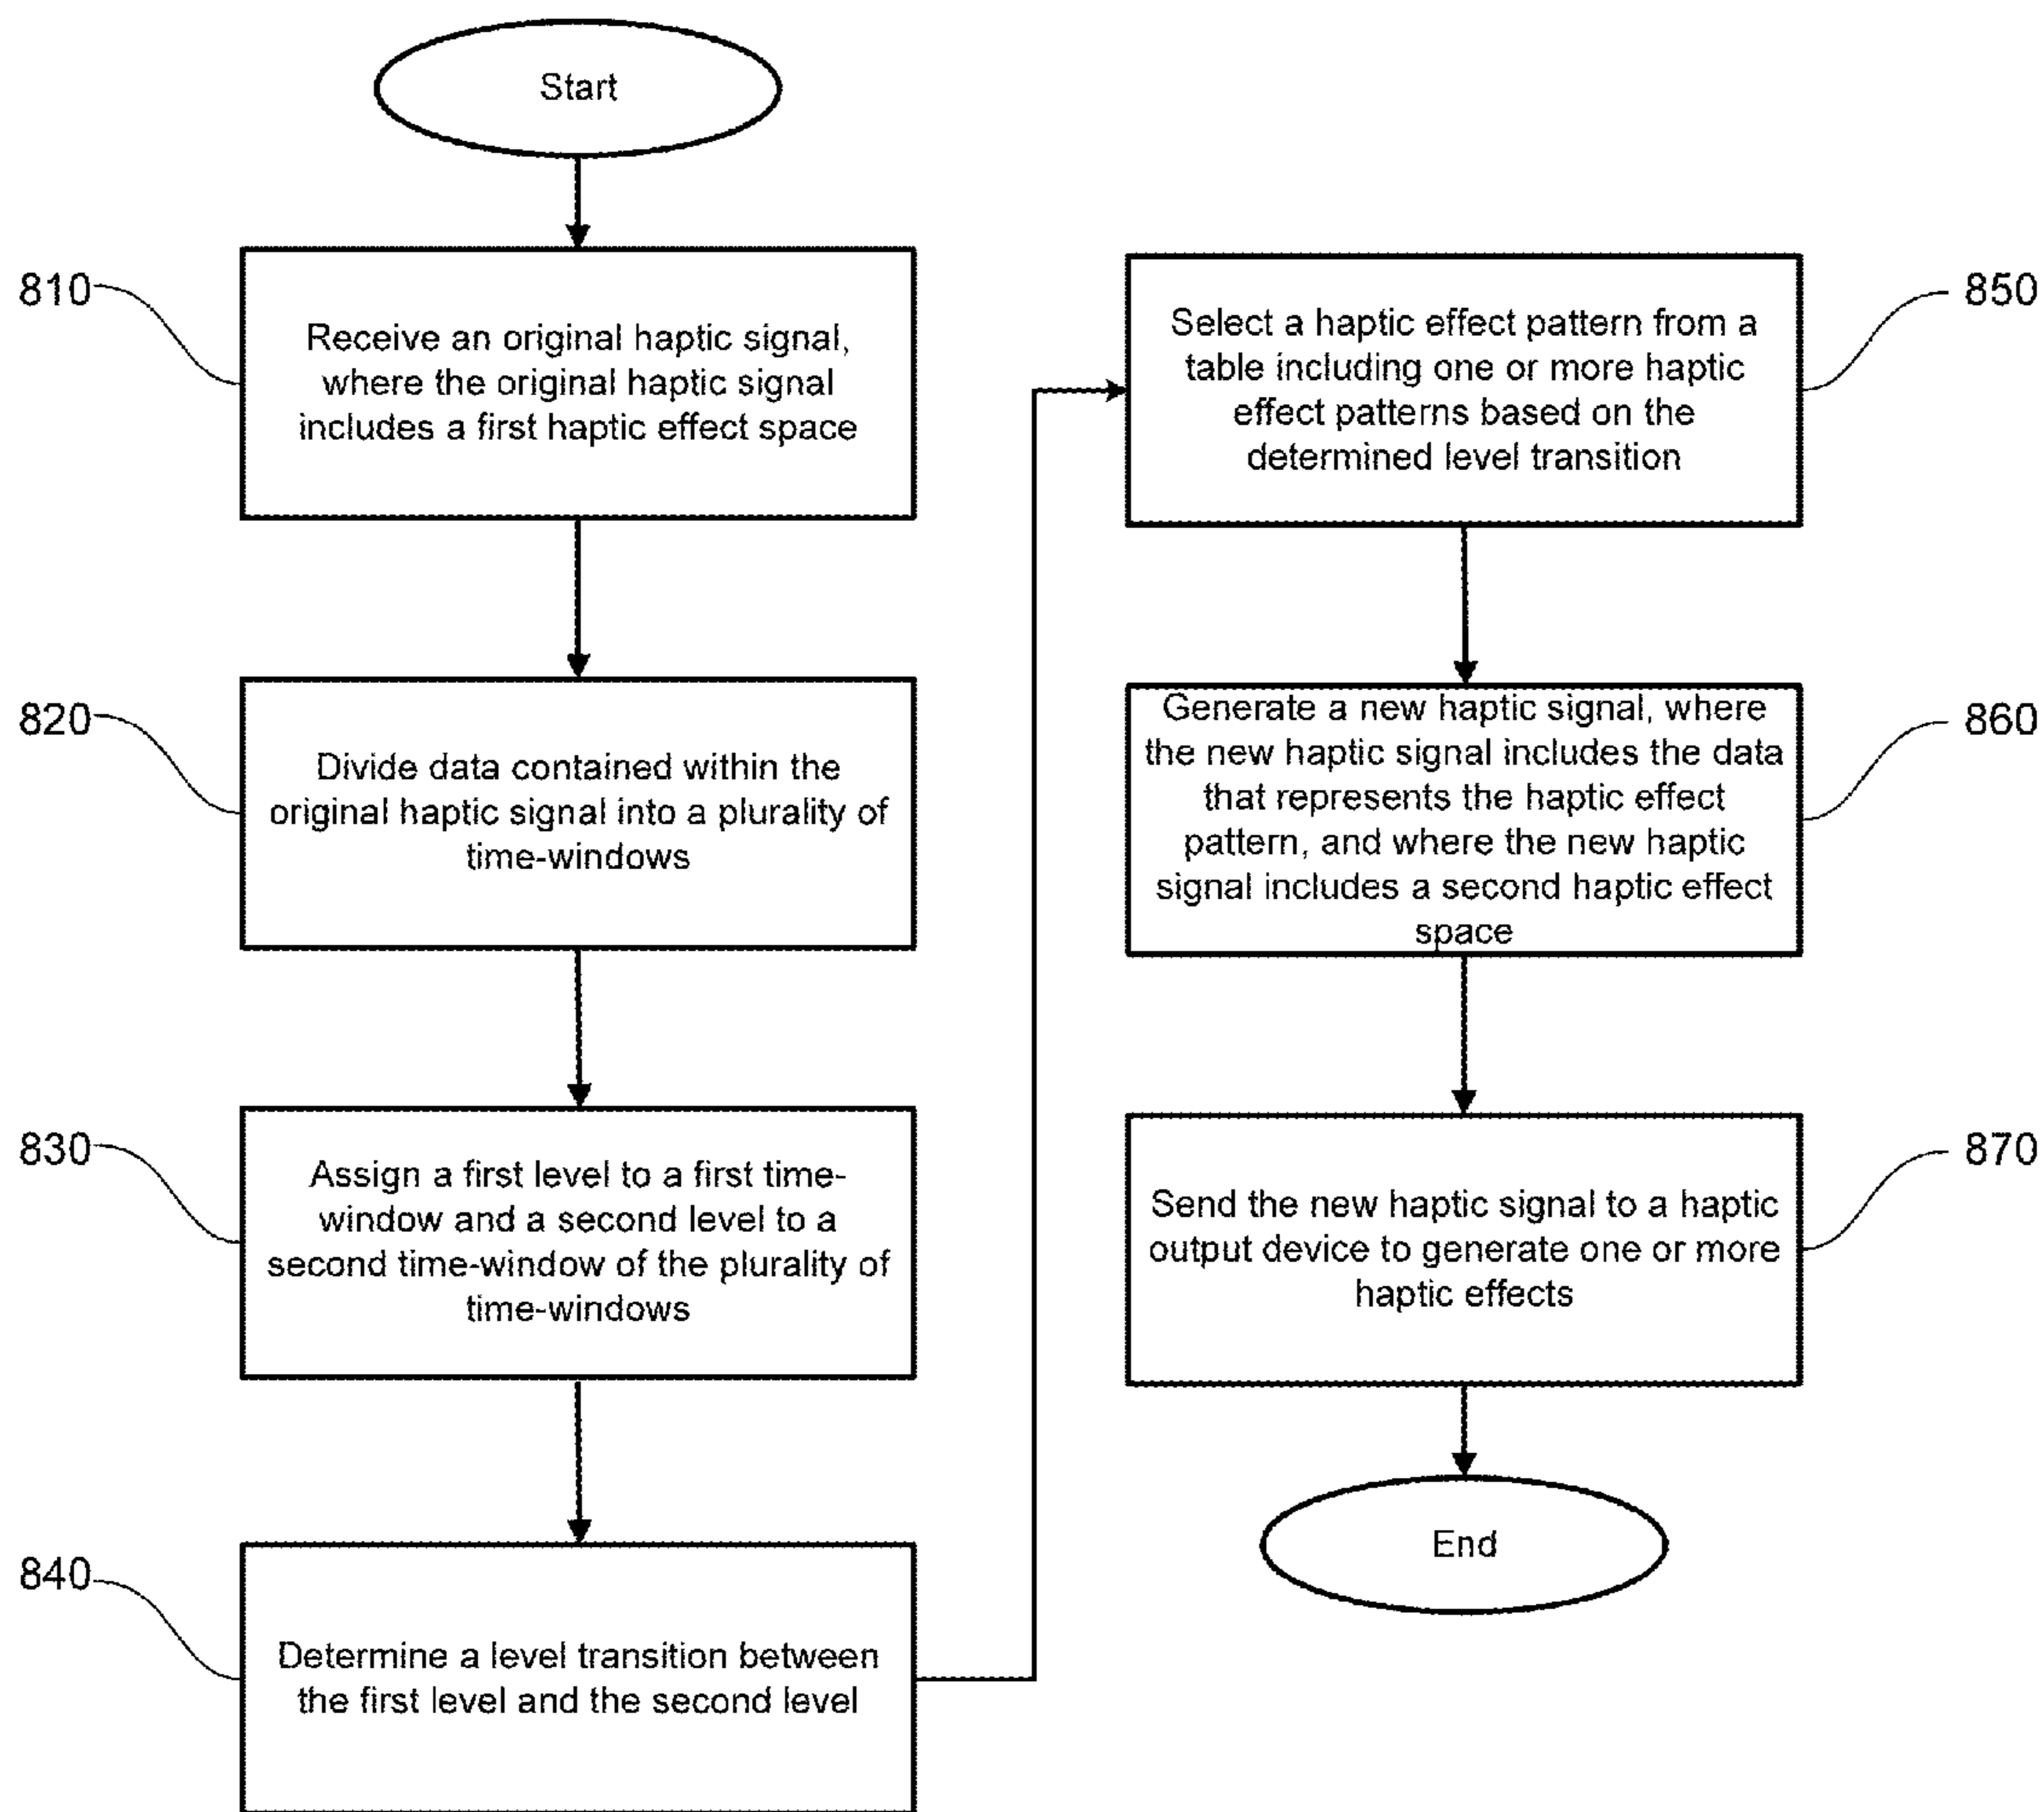 Start
810
Receive an original haptic signal,
where the original haptic signal
includes a first haptic effect space
820
Divide data contained within the
original haptic signal into a plurality of
time-windows
830
Assign a first level to a first time-
window and a second level to a
second time-window of the plurality of
time-windows
840
Determine a level transition between
the first level and the second level
850
Select a haptic effect pattern from a
table including one or more haptic
effect patterns based on the
determined level transition
860
Generate a new haptic signal, where
the new haptic signal includes the data
that represents the haptic effect
pattern, and where the new haptic
signal includes a second haptic effect
space
870
Send the new haptic signal to a haptic
output device to generate one or more
haptic effects
End